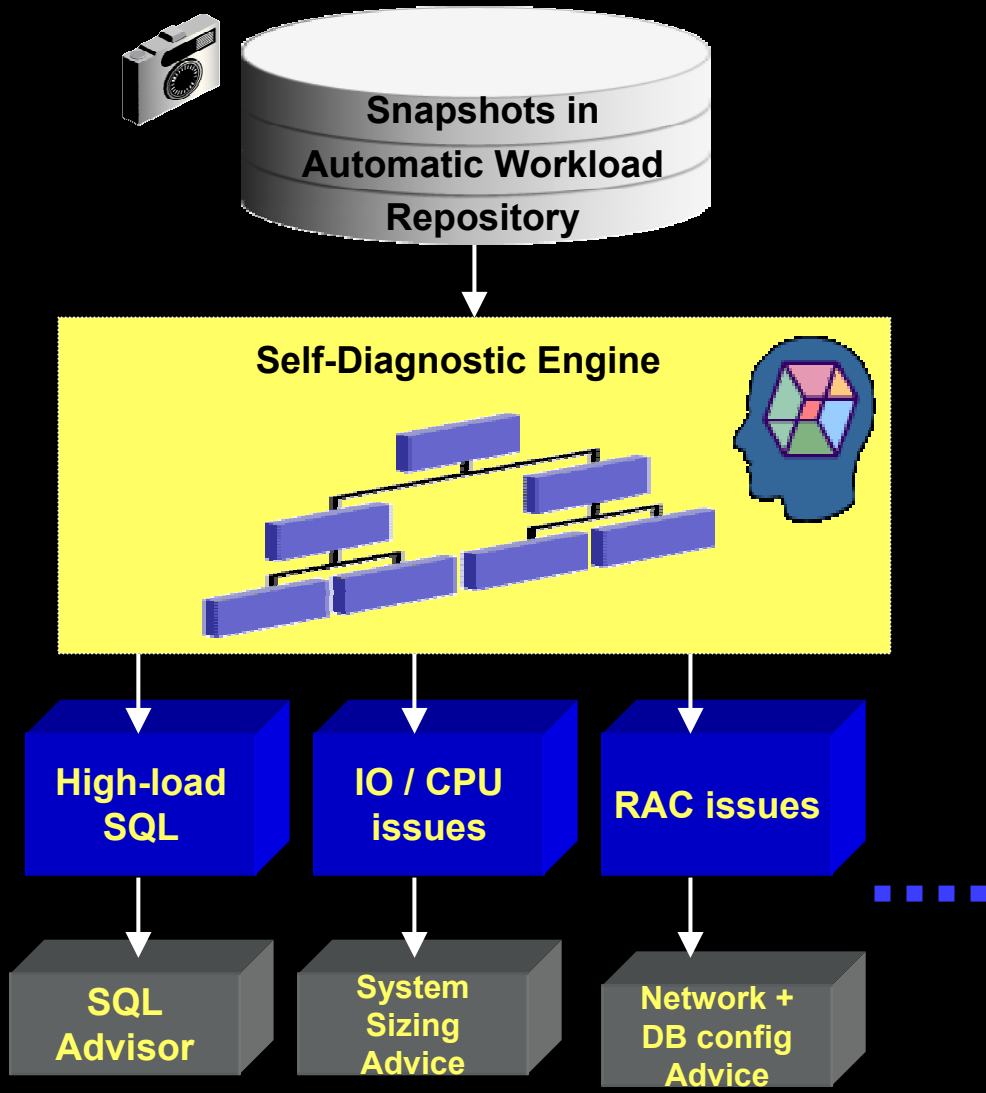 Snapshots in
Automatic Workload
Repository
Self-Diagnostic Engine
High-load
SQL
IO / CPU
issues
RAC issues
SQL
Advisor
System
Sizing
Advice
Network +
DB config
Advice